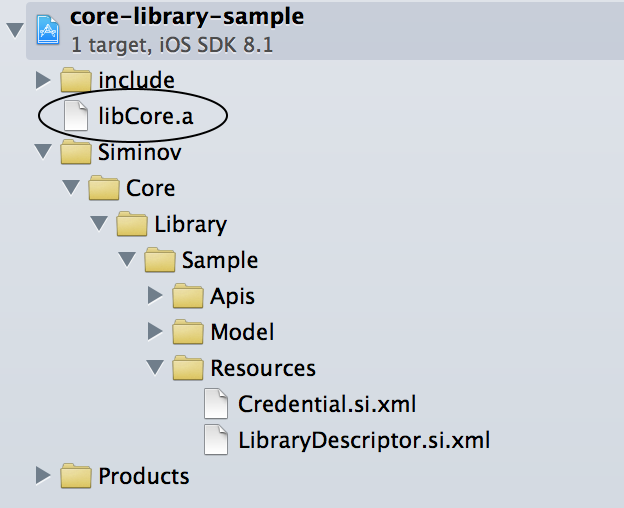 core-library-sample
1 target, iOS SDK 8.1
include
libCore.a
Siminov
Core
Library
Sample
Apis
Model
Resources
Credential.si.xml
LibraryDescriptor.si.xml
Products